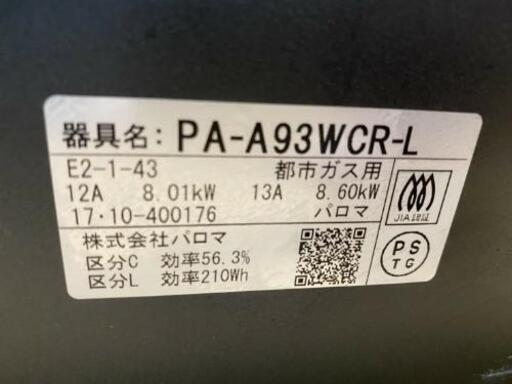 器具名: PA-A93WCR-L
E2-1-43 都市ガス用
12A 8.01kW 13A 8.60kW
17・10-400176 パロマ
株式会社パロマ
区分C 効率56.3%
区分L 効率210Wh
JIA認証
PS
TG